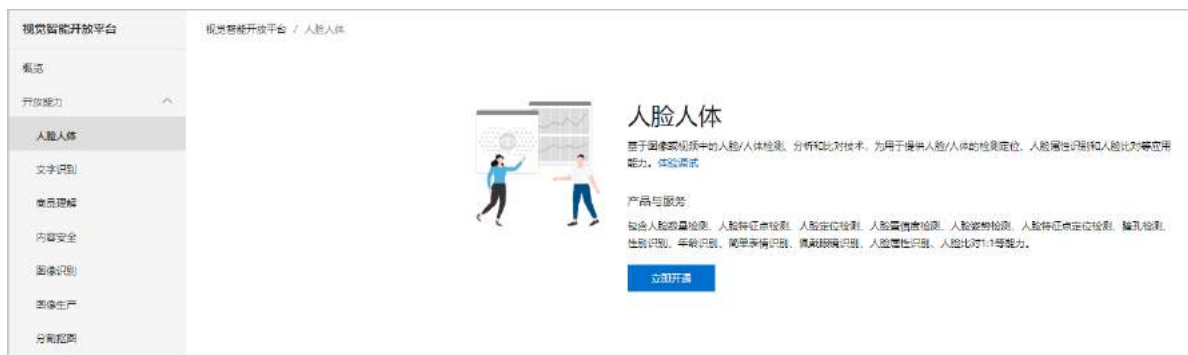 视觉智能开放平台
视觉智能开放平台 / 人脸人体
概览
开放能力
人脸人体
文字识别
商品理解
内容安全
图像识别
图像生产
分割抠图
人脸人体
基于图像或视频中的人脸/人体检测、分析和比对技术，为用于提供人脸/人体的检测定位、人脸属性识别和人脸比对等应用
能力。体验调试
产品与服务
包含人脸数量检测、人脸特征点检测、人脸定位检测、人脸置信度检测、人脸姿势检测、人脸特征点定位检测、瞳孔检测、
性别识别、年龄识别、简单表情识别、佩戴眼镜识别、人脸属性识别、人脸比对1:1等能力。
立即开通